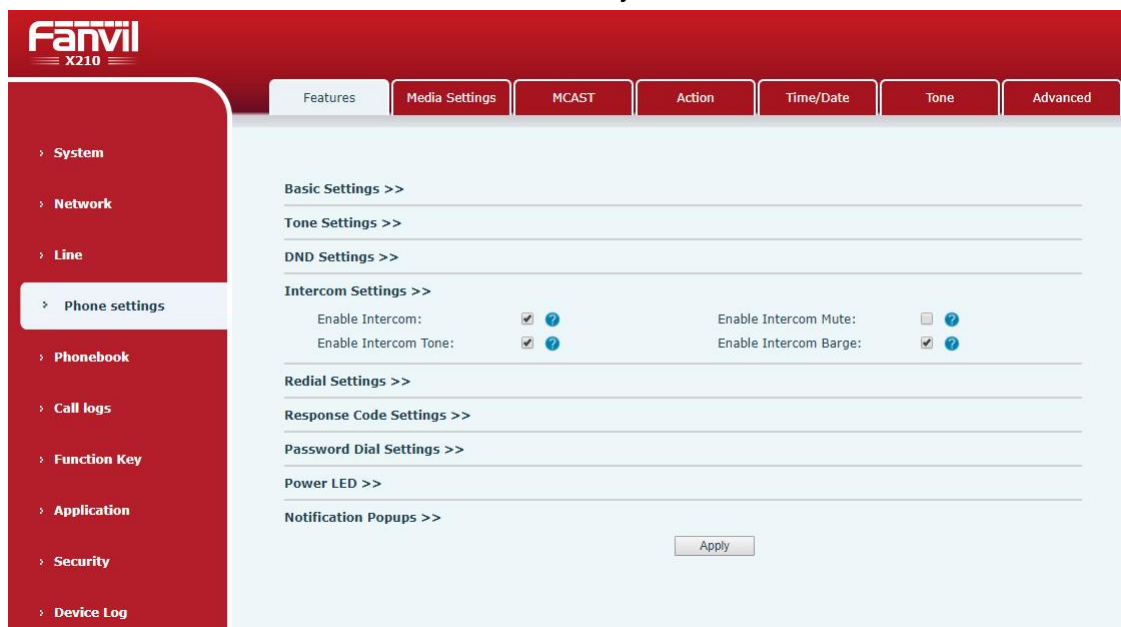 Fanvil
X210
Features Media Settings MCAST Action Time/Date Tone Advanced
› System
› Network
› Line
› Phone settings
› Phonebook
› Call logs
› Function Key
› Application
› Security
› Device Log
Basic Settings >>
Tone Settings >>
DND Settings >>
Intercom Settings >>
Enable Intercom: Enable Intercom Mute:
Enable Intercom Tone: Enable Intercom Barge:
Redial Settings >>
Response Code Settings >>
Password Dial Settings >>
Power LED >>
Notification Popups >>
Apply